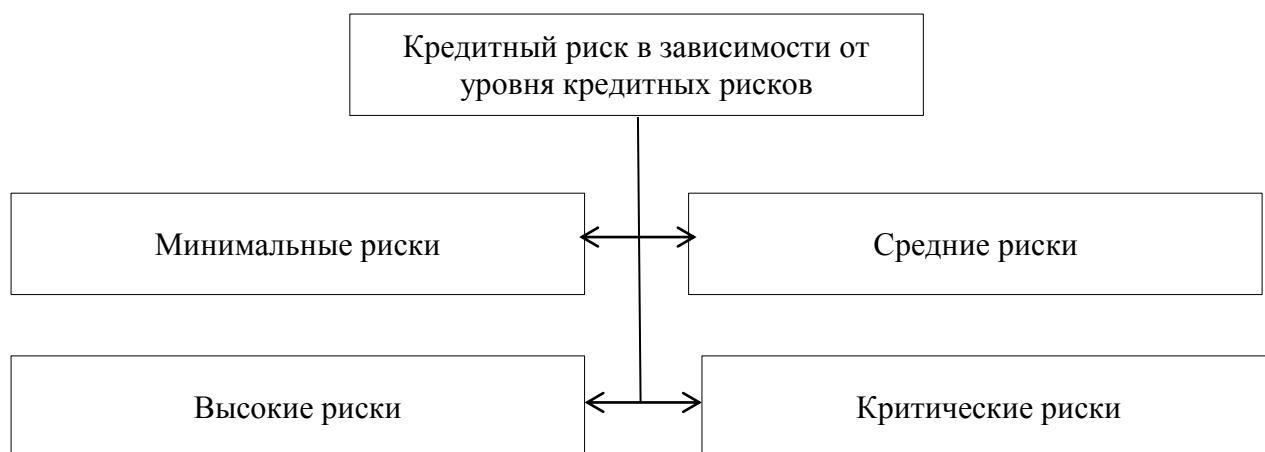 Кредитный риск в зависимости от
уровня кредитных рисков
Минимальные риски
Средние риски
Высокие риски
Критические риски